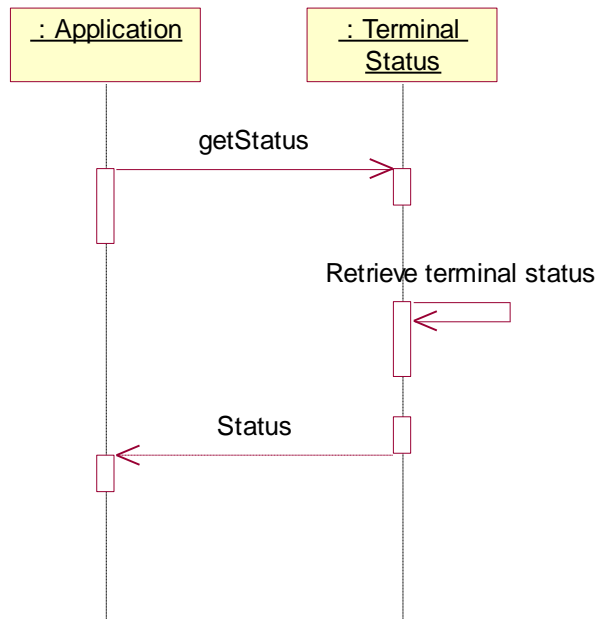 : Application
: Terminal
Status
getStatus
Retrieve terminal status
Status